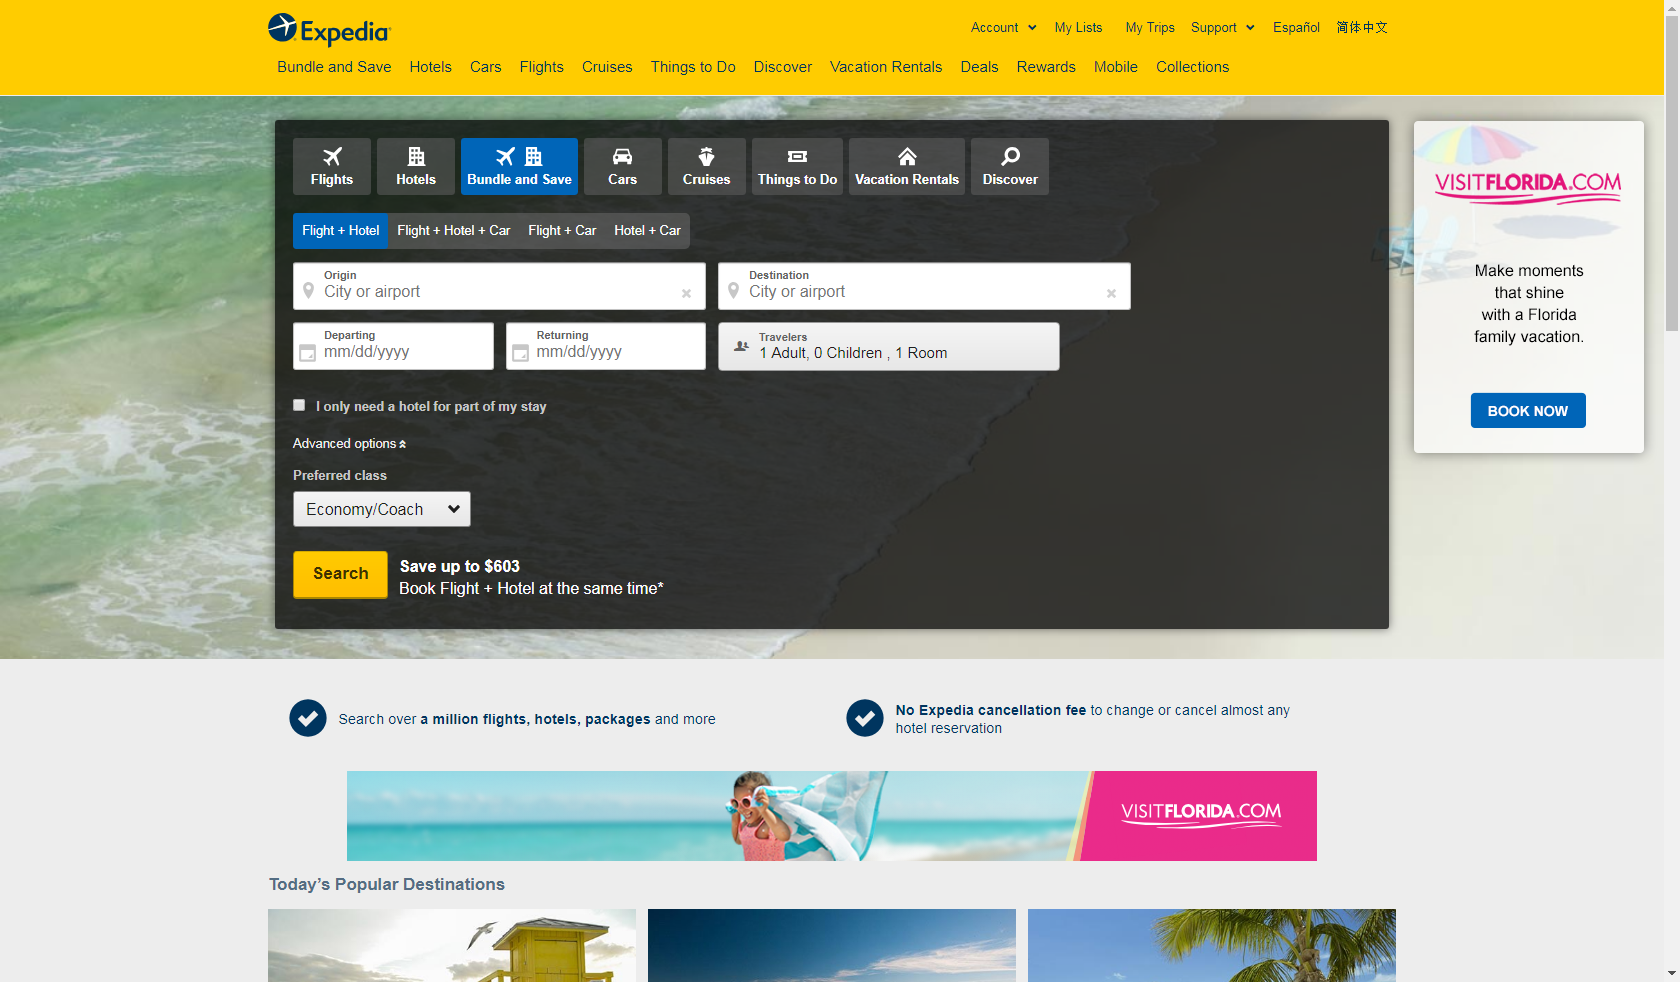 Expedia
Account
My Lists
My Trips
Support
Español
简体中文
Bundle and Save
Hotels
Cars
Flights
Cruises
Things to Do
Discover
Vacation Rentals
Deals
Rewards
Mobile
Collections
Flights
Hotels
Bundle and Save
Cars
Cruises
Things to Do
Vacation Rentals
Discover
Flight + Hotel
Flight + Hotel + Car
Flight + Car
Hotel + Car
Origin
City or airport
Destination
City or airport
Departing
mm/dd/yyyy
Returning
mm/dd/yyyy
Travelers
1 Adult, 0 Children , 1 Room
I only need a hotel for part of my stay
Advanced options
Preferred class
Economy/Coach
Search
Save up to $603
Book Flight + Hotel at the same time*
VISITFLORIDA.COM
Make moments
that shine
with a Florida
family vacation.
BOOK NOW
Search over a million flights, hotels, packages and more
No Expedia cancellation fee to change or cancel almost any
hotel reservation
VISITFLORIDA.COM
Today’s Popular Destinations